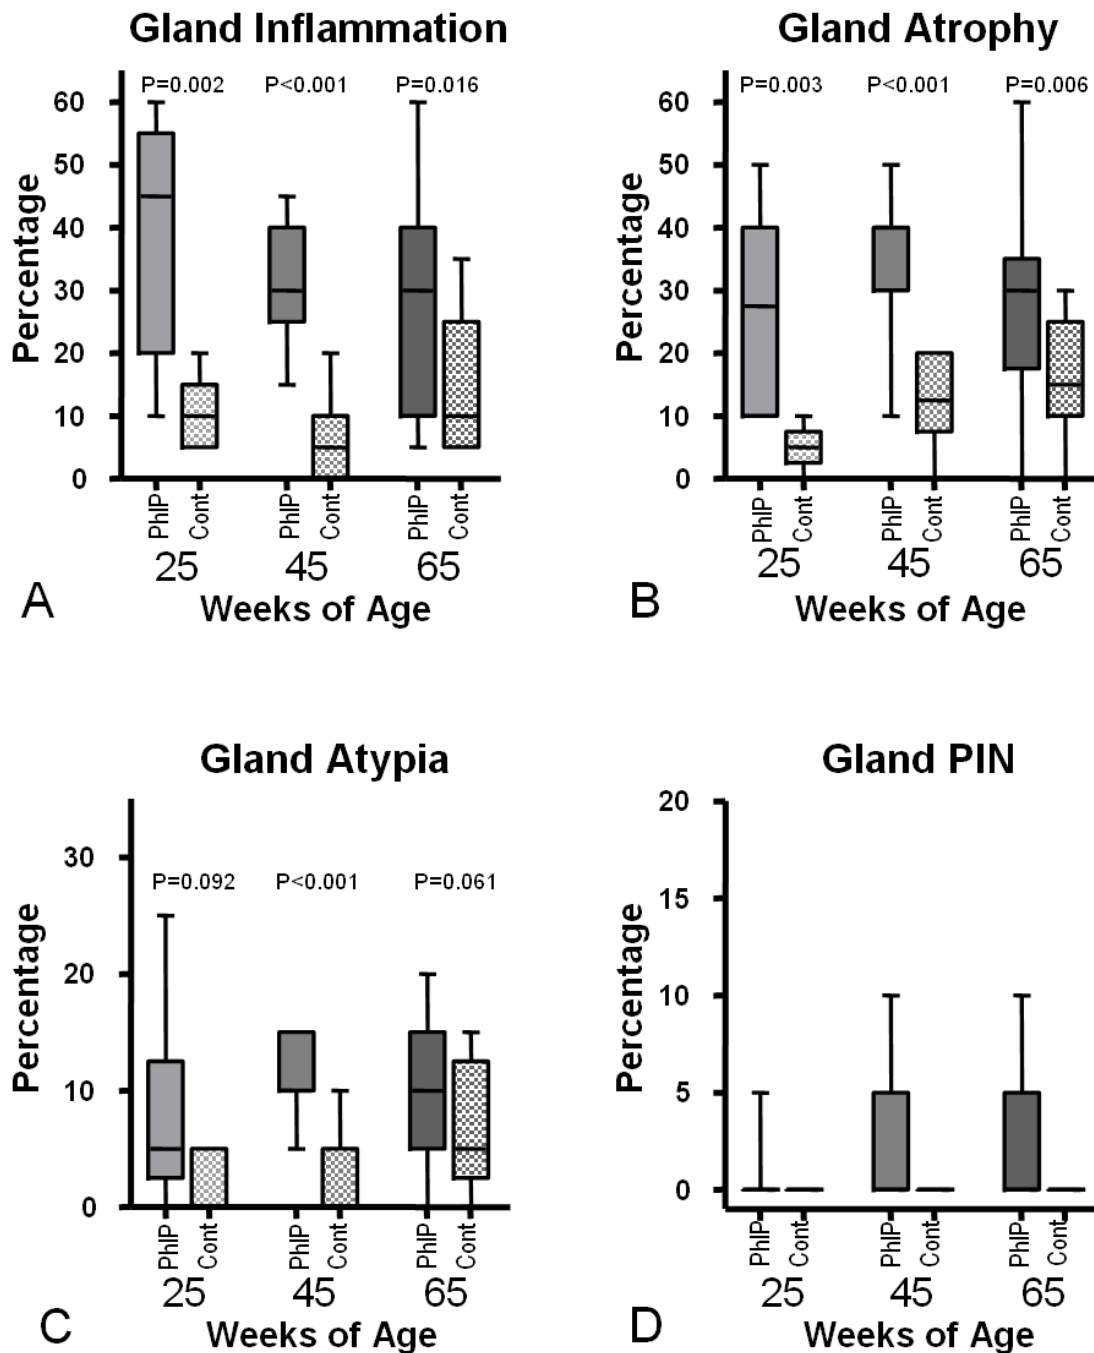 Gland Inflammation
P=0.002 P<0.001 P=0.016
60
50
40
30
20
10
0
Percentage
PhIP Cont PhIP Cont PhIP Cont
25 45 65
Weeks of Age
A
Gland Atrophy
P=0.003 P<0.001 P=0.006
60
50
40
30
20
10
0
Percentage
PhIP Cont PhIP Cont PhIP Cont
25 45 65
Weeks of Age
B
Gland Atypia
P=0.092 P<0.001 P=0.061
30
20
10
0
Percentage
PhIP Cont PhIP Cont PhIP Cont
25 45 65
Weeks of Age
C
Gland PIN
20
15
10
5
0
Percentage
PhIP Cont PhIP Cont PhIP Cont
25 45 65
Weeks of Age
D